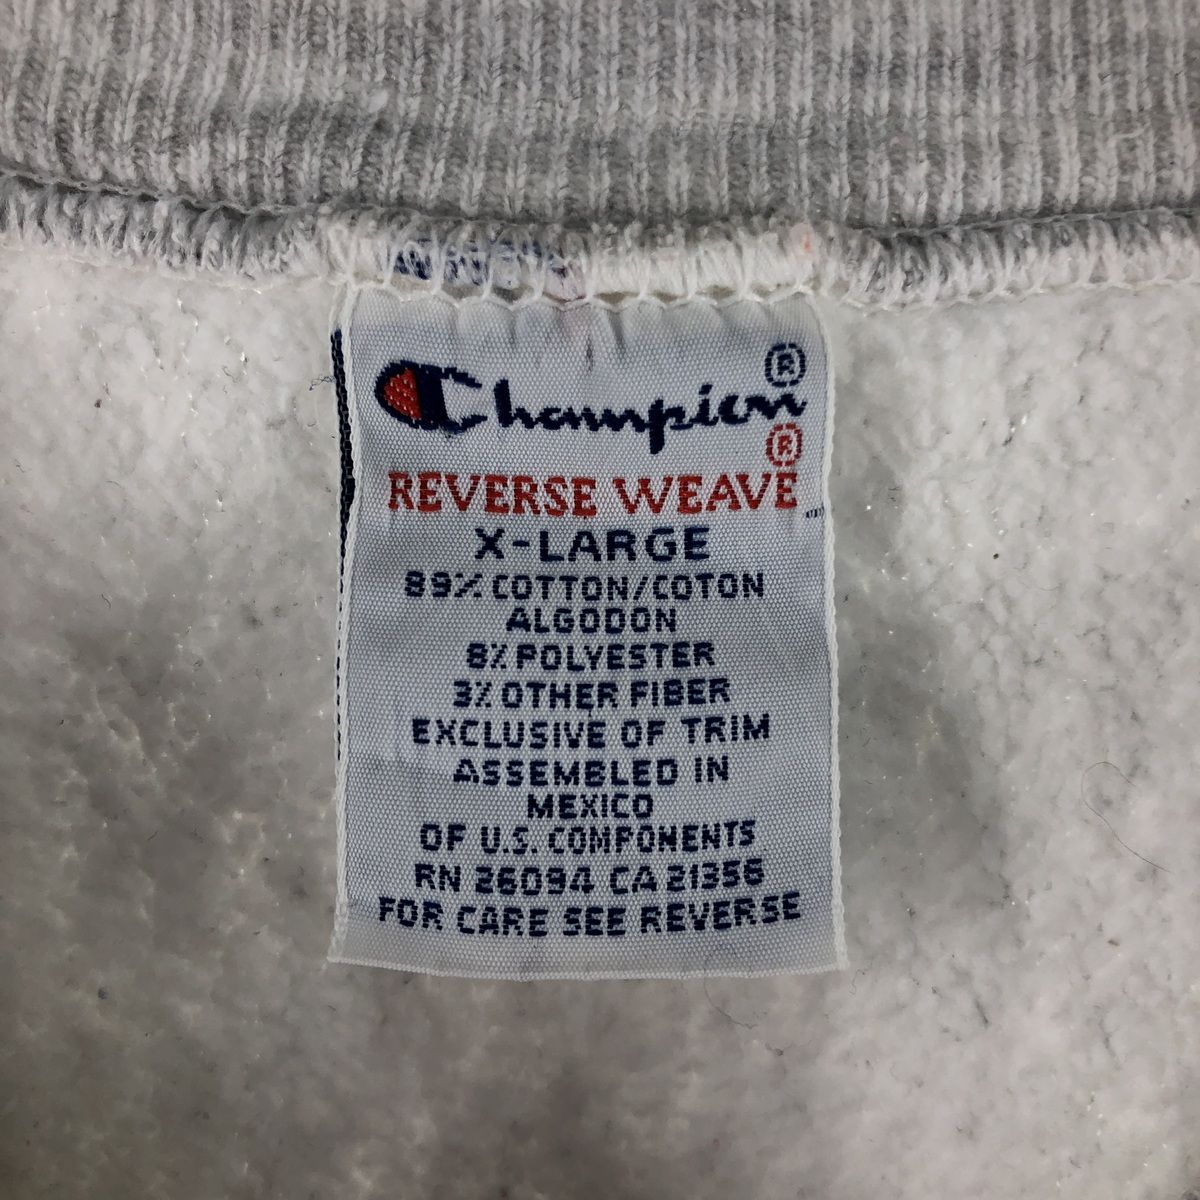 Champion®
REVERSE WEAVE®
X-LARGE
89% COTTON/COTON
ALGODON
8% POLYESTER
3% OTHER FIBER
EXCLUSIVE OF TRIM
ASSEMBLED IN
MEXICO
OF U.S. COMPONENTS
RN 26094 CA 21356
FOR CARE SEE REVERSE